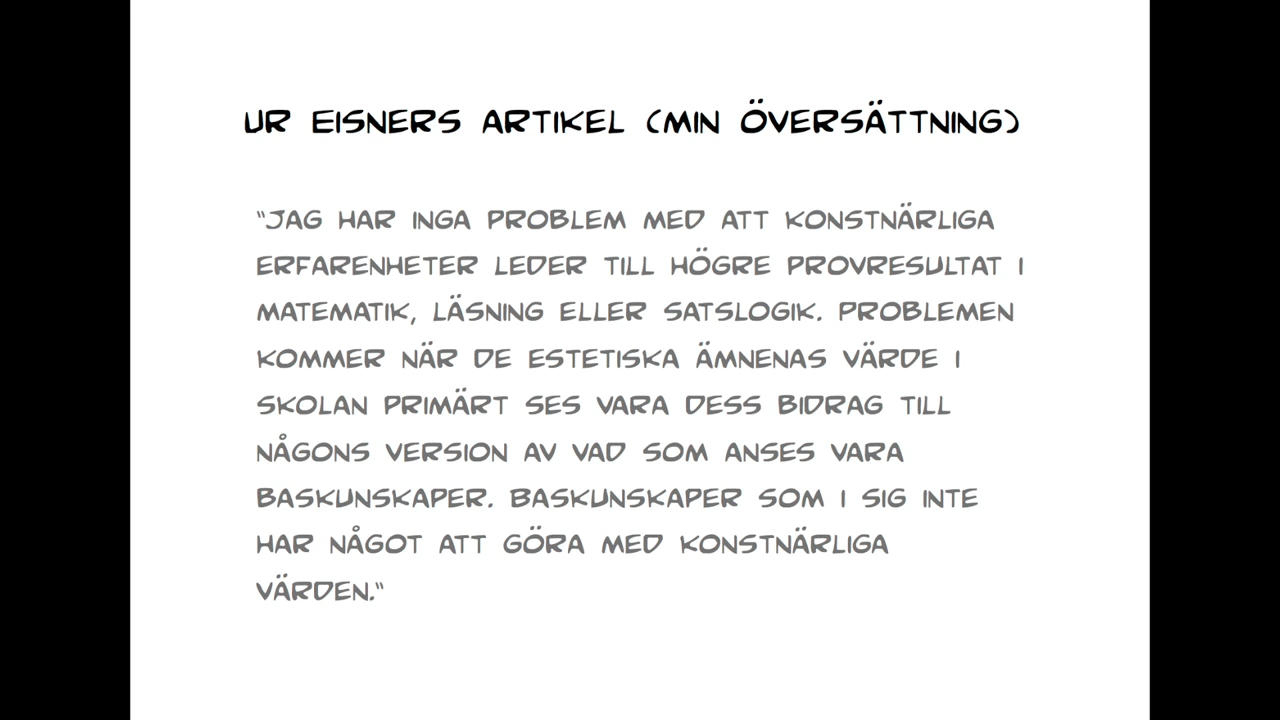 UR EISNERS ARTIKEL (MIN ÖVERSÄTTNING)
"JAG HAR INGA PROBLEM MED ATT KONSTNÄRLIGA
ERFARENHETER LEDER TILL HÖGRE PROVRESULTAT I
MATEMATIK, LÄSNING ELLER SATSLOGIK. PROBLEMEN
KOMMER NÄR DE ESTETISKA ÄMNENAS VÄRDE I
SKOLAN PRIMÄRT SES VARA DESS BIDRAG TILL
NÅGONS VERSION AV VAD SOM ANSES VARA
BASKUNSKAPER. BASKUNSKAPER SOM I SIG INTE
HAR NÅGOT ATT GÖRA MED KONSTNÄRLIGA
VÄRDEN."